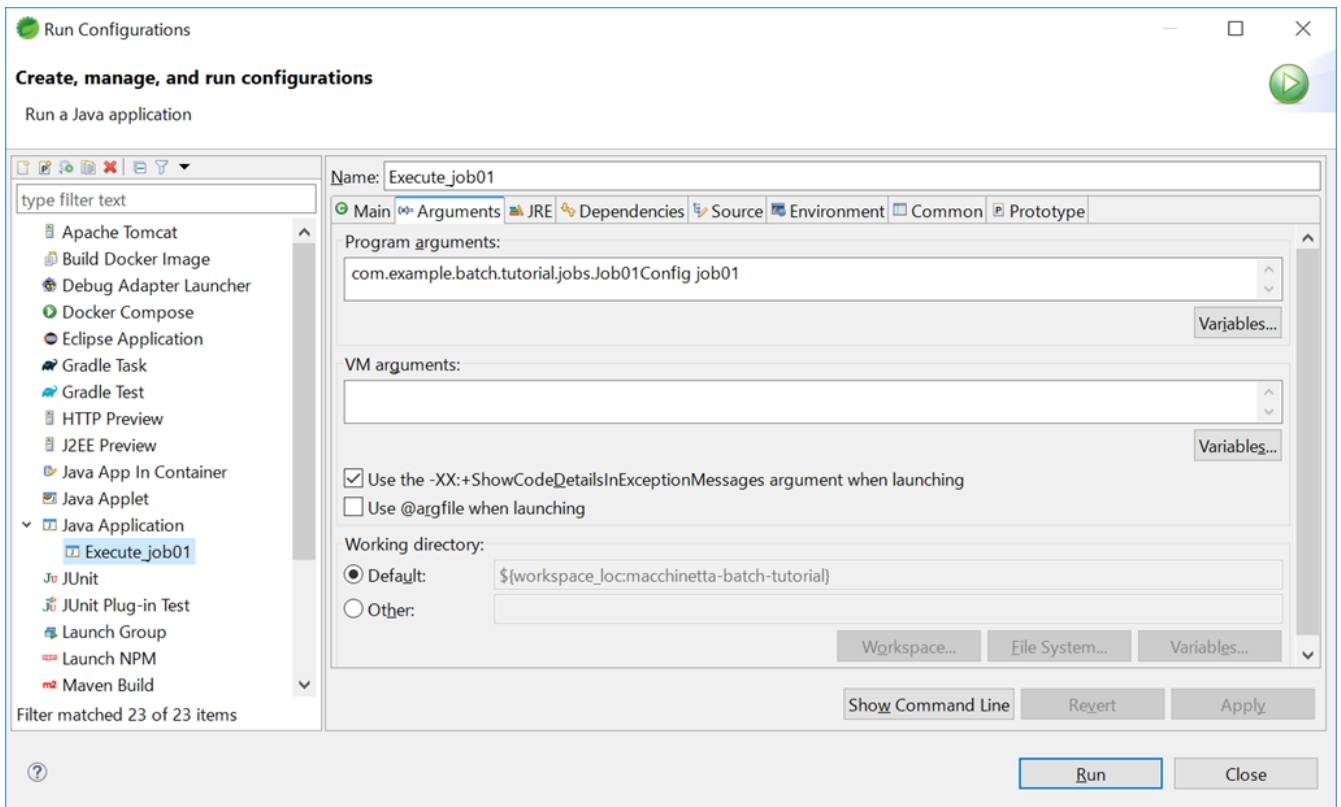 Run Configurations
Create, manage, and run configurations
Run a Java application
type filter text
Apache Tomcat
Build Docker Image
Debug Adapter Launcher
Docker Compose
Eclipse Application
Gradle Task
Gradle Test
HTTP Preview
J2EE Preview
Java App In Container
Java Applet
Java Application
Execute_job01
JUnit
JUnit Plug-in Test
Launch Group
Launch NPM
m2 Maven Build
Filter matched 23 of 23 items
Name: Execute_job01
Main Arguments JRE Dependencies Source Environment Common Prototype
Program arguments:
com.example.batch.tutorial.jobs.Job01Config job01
Variables...
VM arguments:
Variables...
Use the -XX:+ShowCodeDetailsInExceptionMessages argument when launching
Use @argfile when launching
Working directory:
Default: ${workspace_loc:macchinetta-batch-tutorial}
Other:
Workspace... File System... Variables...
Show Command Line Revert Apply
Run Close